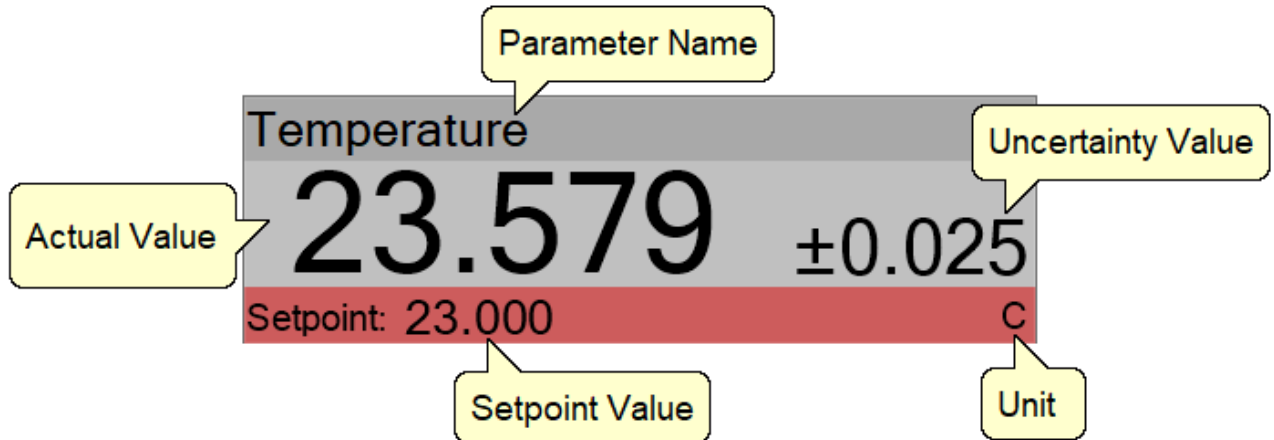 Parameter Name
Temperature
Uncertainty Value
Actual Value
23.579 ±0.025
Setpoint: 23.000 C
Setpoint Value
Unit